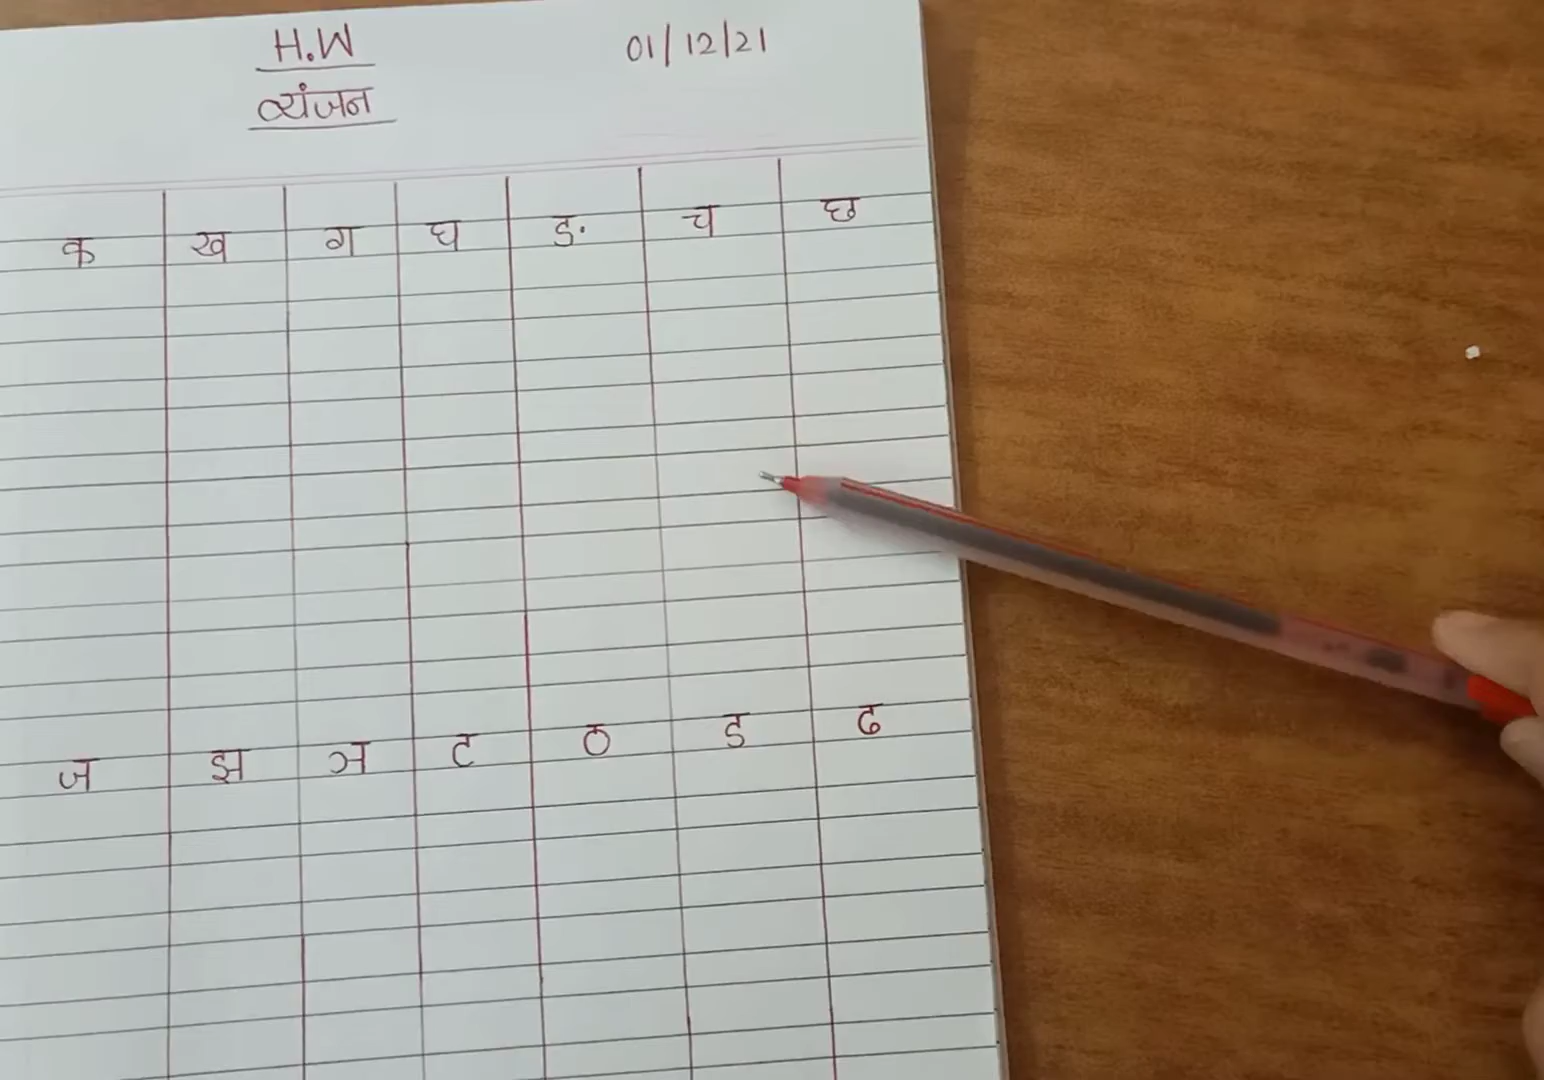 H.W 01/12/21
व्यंजन
क ख ग घ ङ च छ
ज झ ञ ट ठ ड ढ